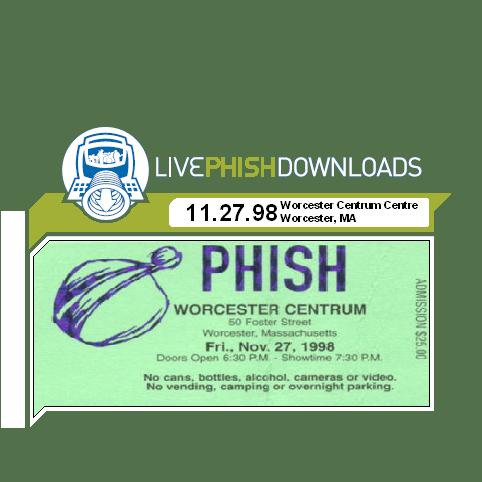 LIVEPHISHDOWNLOADS
11.27.98
Worcester Centrum Centre
Worcester, MA
PHISH
WORCESTER CENTRUM
50 Foster Street
Worcester, Massachusetts
Fri., Nov. 27, 1998
Doors Open 6:30 P.M. - Showtime 7:30 P.M.
No cans, bottles, alcohol, cameras or video.
No vending, camping or overnight parking.
ADMISSION $25.00